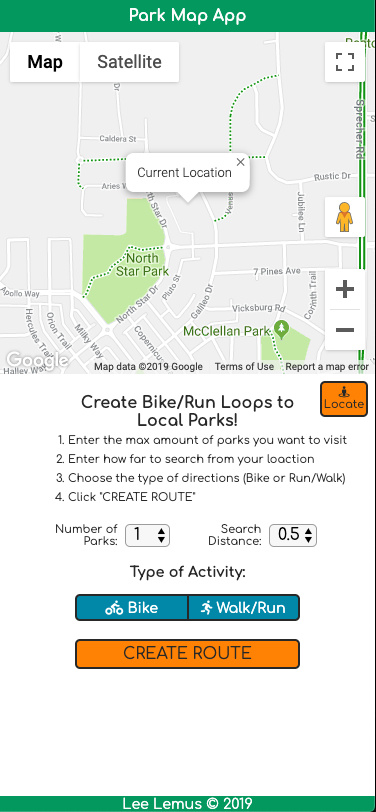 Park Map App
Map
Satellite
Sprecher Rd
Caldera St
Current Location
Rustic Dr
Star Dr
Jubilee Ln
North
Star Park
7 Pines Ave
Pluto St
Galileo Dr
Corinth Trail
Apollo Way
North Star Dr
Vicksburg Rd
Orion Trail
Milky Way
McClellan Park
Hercules Trail
Google
Map data ©2019 Google
Terms of Use
Report a map error
Halley Way
Create Bike/Run Loops to
Local Parks!
Locate
1. Enter the max amount of parks you want to visit
2. Enter how far to search from your loaction
3. Choose the type of directions (Bike or Run/Walk)
4. Click "CREATE ROUTE"
Number of
Parks:
1
Search
Distance:
0.5
Type of Activity:
Bike
Walk/Run
CREATE ROUTE
Lee Lemus © 2019